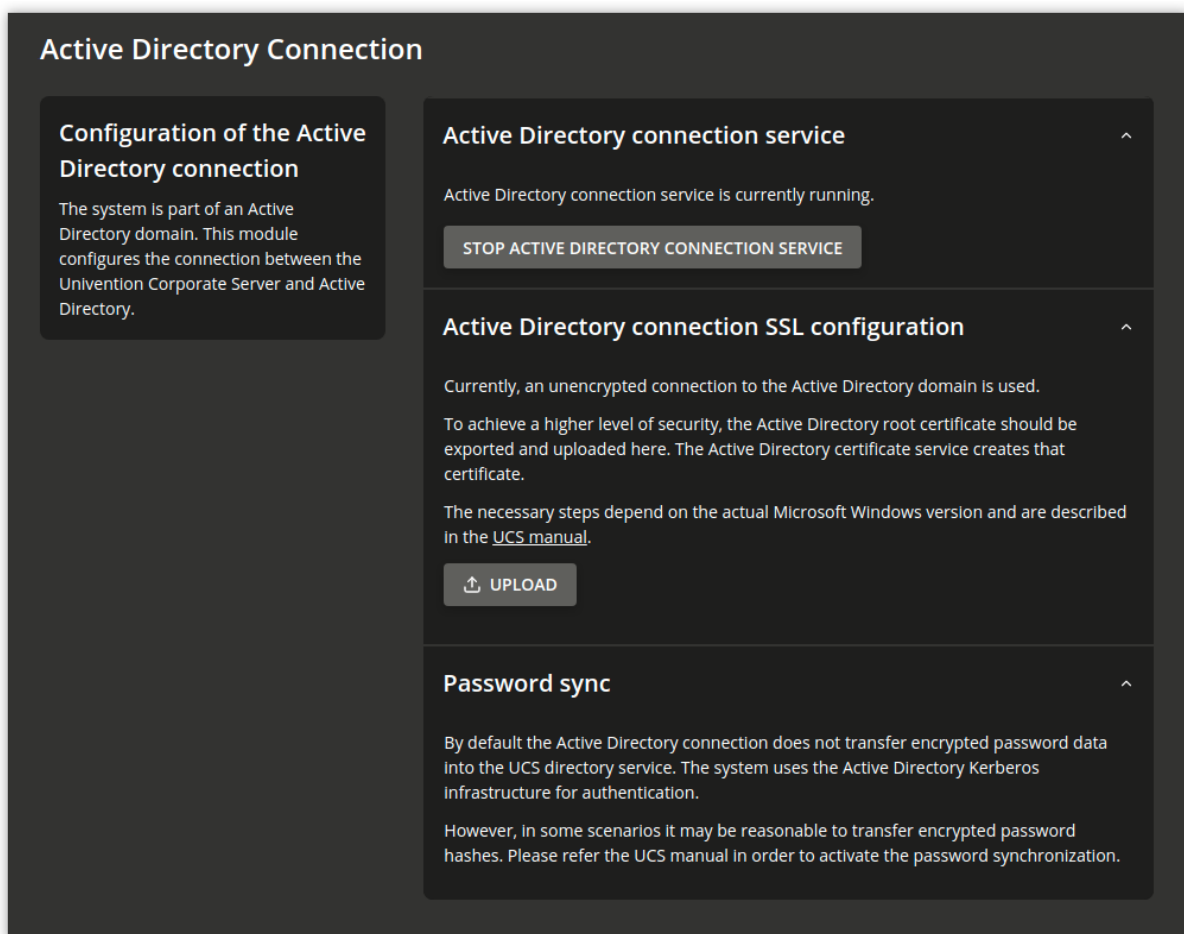 Active Directory Connection
Configuration of the Active
Directory connection
The system is part of an Active
Directory domain. This module
configures the connection between the
Univention Corporate Server and Active
Directory.
Active Directory connection service
Active Directory connection service is currently running.
STOP ACTIVE DIRECTORY CONNECTION SERVICE
Active Directory connection SSL configuration
Currently, an unencrypted connection to the Active Directory domain is used.
To achieve a higher level of security, the Active Directory root certificate should be
exported and uploaded here. The Active Directory certificate service creates that
certificate.
The necessary steps depend on the actual Microsoft Windows version and are described
in the UCS manual.
UPLOAD
Password sync
By default the Active Directory connection does not transfer encrypted password data
into the UCS directory service. The system uses the Active Directory Kerberos
infrastructure for authentication.
However, in some scenarios it may be reasonable to transfer encrypted password
hashes. Please refer the UCS manual in order to activate the password synchronization.